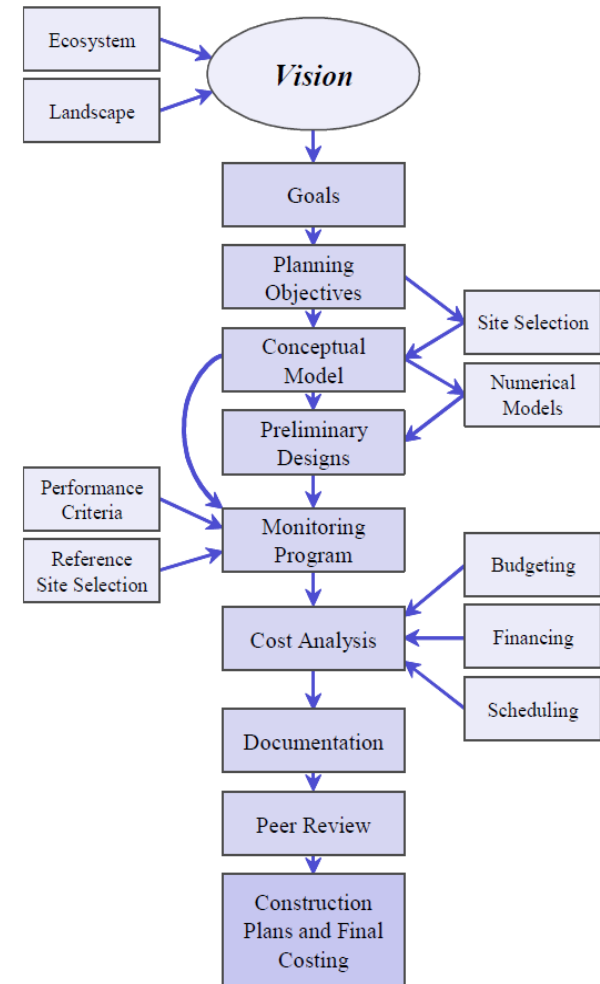 Ecosystem
Vision
Landscape
Goals
Planning
Objectives
Site Selection
Conceptual
Model
Numerical
Models
Preliminary
Designs
Performance
Criteria
Monitoring
Program
Reference
Site Selection
Budgeting
Cost Analysis
Financing
Scheduling
Documentation
Peer Review
Construction
Plans and Final
Costing